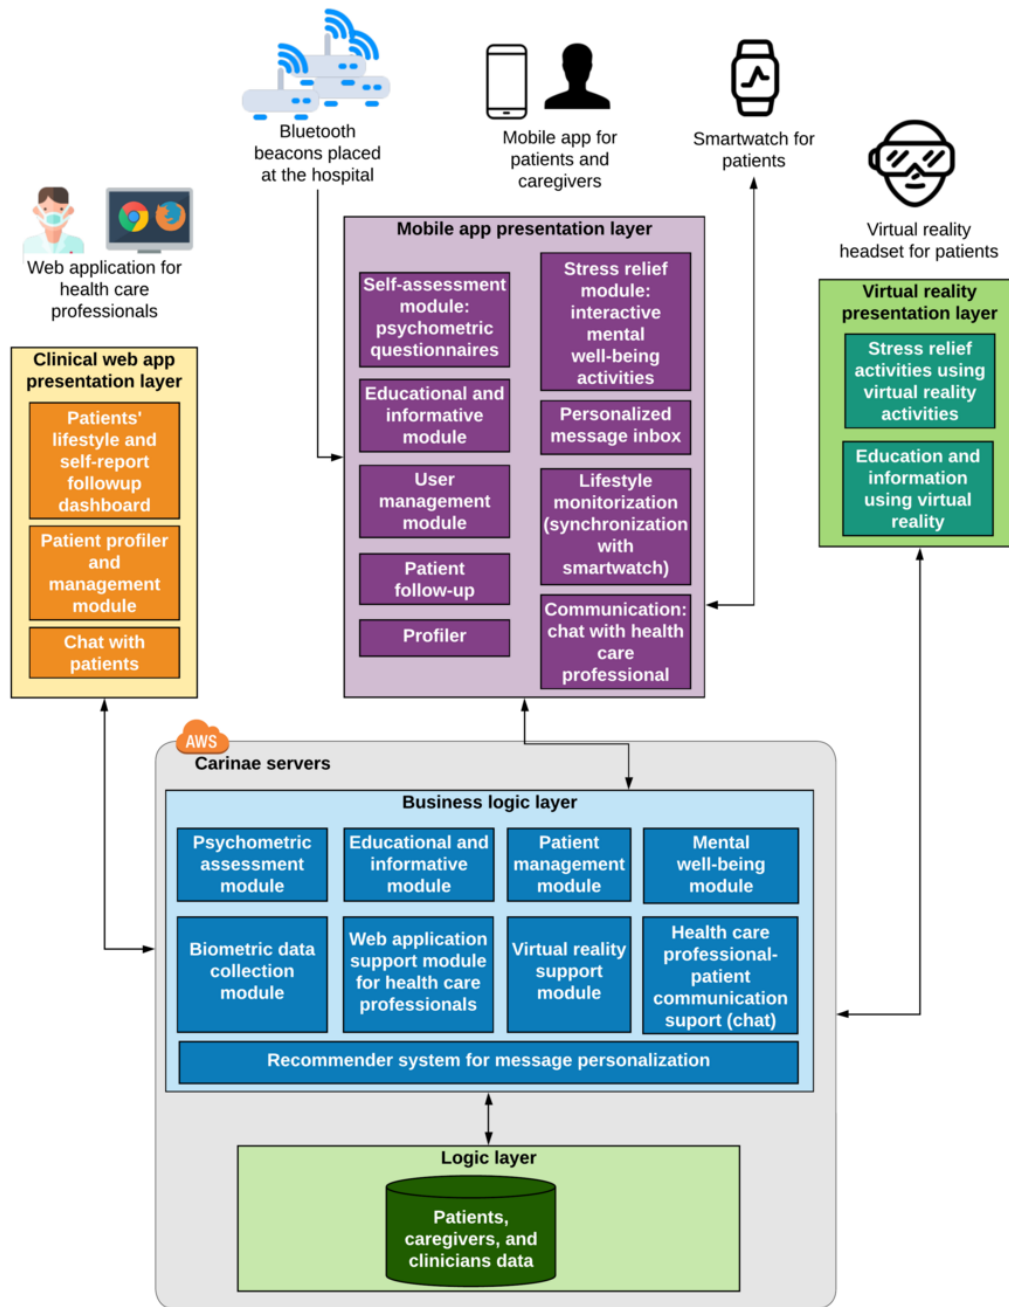 Bluetooth
beacons placed
at the hospital
Mobile app for
patients and
caregivers
Smartwatch for
patients
Virtual reality
headset for patients
Web application for
health care
professionals
Clinical web app
presentation layer
Patients'
lifestyle and
self-report
followup
dashboard
Patient profiler
and
management
module
Chat with
patients
Mobile app presentation layer
Self-assessment
module:
psychometric
questionnaires
Educational and
informative
module
User
management
module
Patient
follow-up
Profiler
Stress relief
module:
interactive
mental
well-being
activities
Personalized
message inbox
Lifestyle
monitorization
(synchronization
with
smartwatch)
Communication:
chat with health
care
professional
Virtual reality
presentation layer
Stress relief
activities using
virtual reality
activities
Education and
information
using virtual
reality
AWS
Carinae servers
Business logic layer
Psychometric
assessment
module
Educational and
informative
module
Patient
management
module
Mental
well-being
module
Biometric data
collection
module
Web application
support module
for health care
professionals
Virtual reality
support
module
Health care
professional-
patient
communication
suport (chat)
Recommender system for message personalization
Logic layer
Patients,
caregivers, and
clinicians data